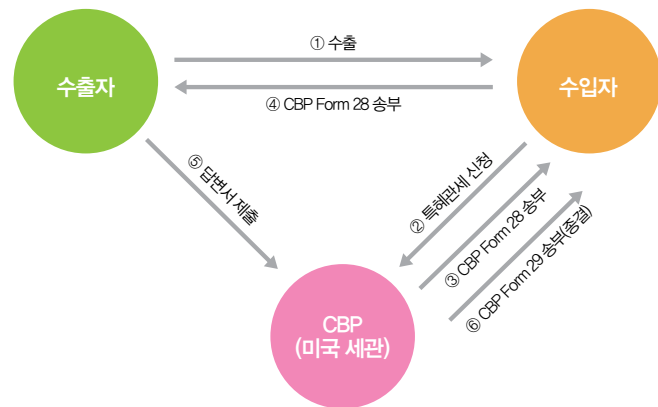 ① 수출
수출자
수입자
④ CBP Form 28 송부
⑤ 답변서 제출
② 특혜관세 신청
③ CBP Form 28 송부
⑥ CBP Form 29 송부(종결)
CBP
(미국 세관)